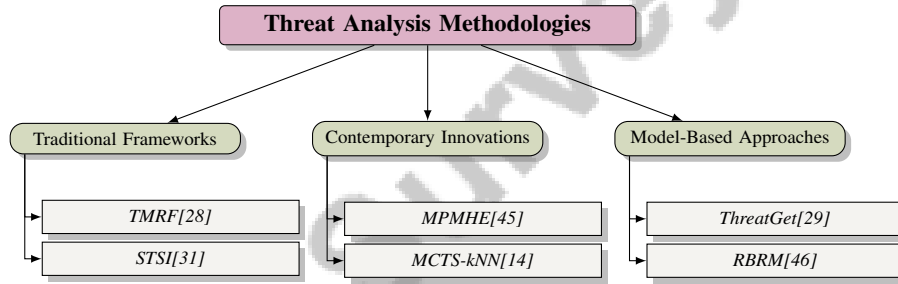 Threat Analysis Methodologies
Traditional Frameworks
Contemporary Innovations
Model-Based Approaches
TMRF[28]
MPMHE[45]
ThreatGet[29]
STSI[31]
MCTS-kNN[14]
RBRM[46]
Survey